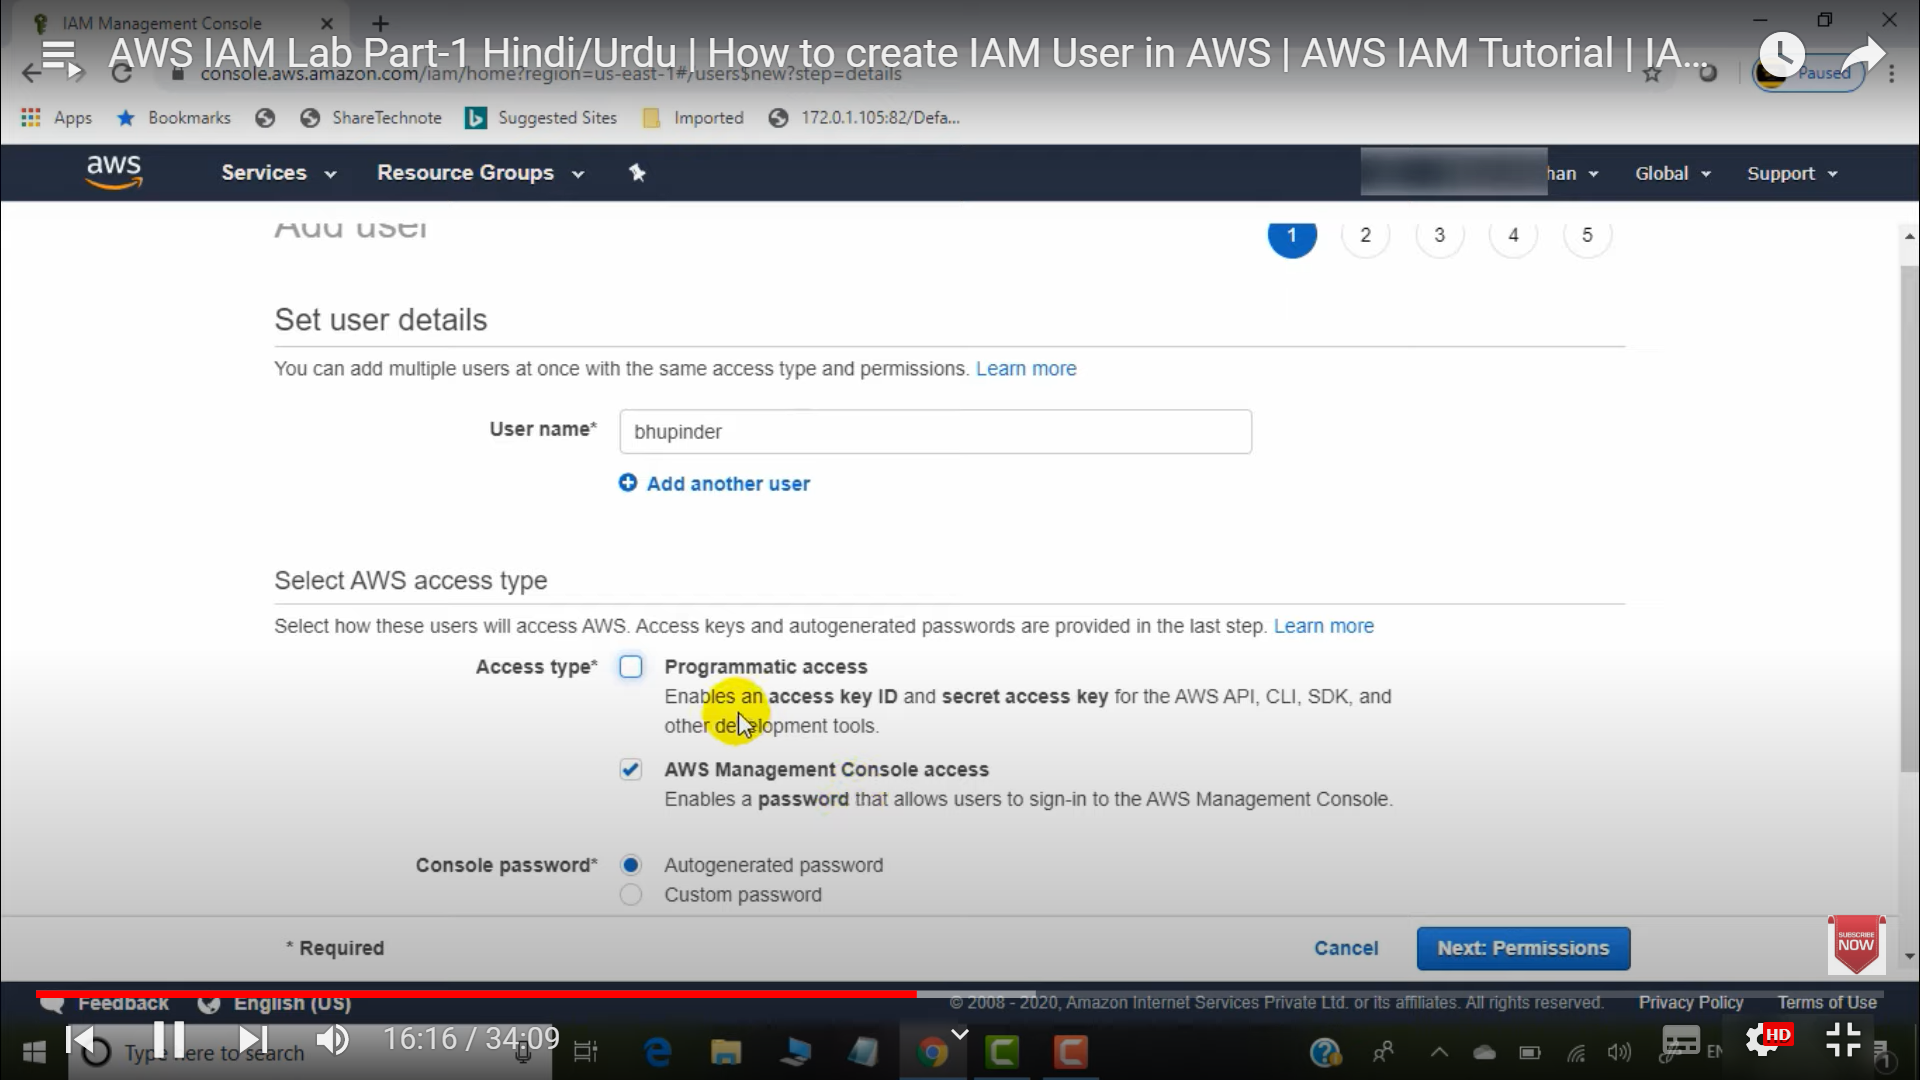 IAM Management Console
AWS IAM Lab Part-1 Hindi/Urdu | How to create IAM User in AWS | AWS IAM Tutorial | IA...
console.aws.amazon.com/iam/home?region=us-east-1#/users$new?step=details
Paused
Apps Bookmarks ShareTechnote Suggested Sites Imported 172.0.1.105:82/Defa...
aws Services Resource Groups han Global Support
Add user 1 2 3 4 5
Set user details
You can add multiple users at once with the same access type and permissions. Learn more
User name* bhupinder
Add another user
Select AWS access type
Select how these users will access AWS. Access keys and autogenerated passwords are provided in the last step. Learn more
Access type* Programmatic access
Enables an access key ID and secret access key for the AWS API, CLI, SDK, and
other development tools.
AWS Management Console access
Enables a password that allows users to sign-in to the AWS Management Console.
Console password* Autogenerated password
Custom password
* Required Cancel Next: Permissions
SUBSCRIBE
NOW
Feedback English (US) © 2008 - 2020, Amazon Internet Services Private Ltd. or its affiliates. All rights reserved. Privacy Policy Terms of Use
16:16 / 34:09
HD
Type here to search
1